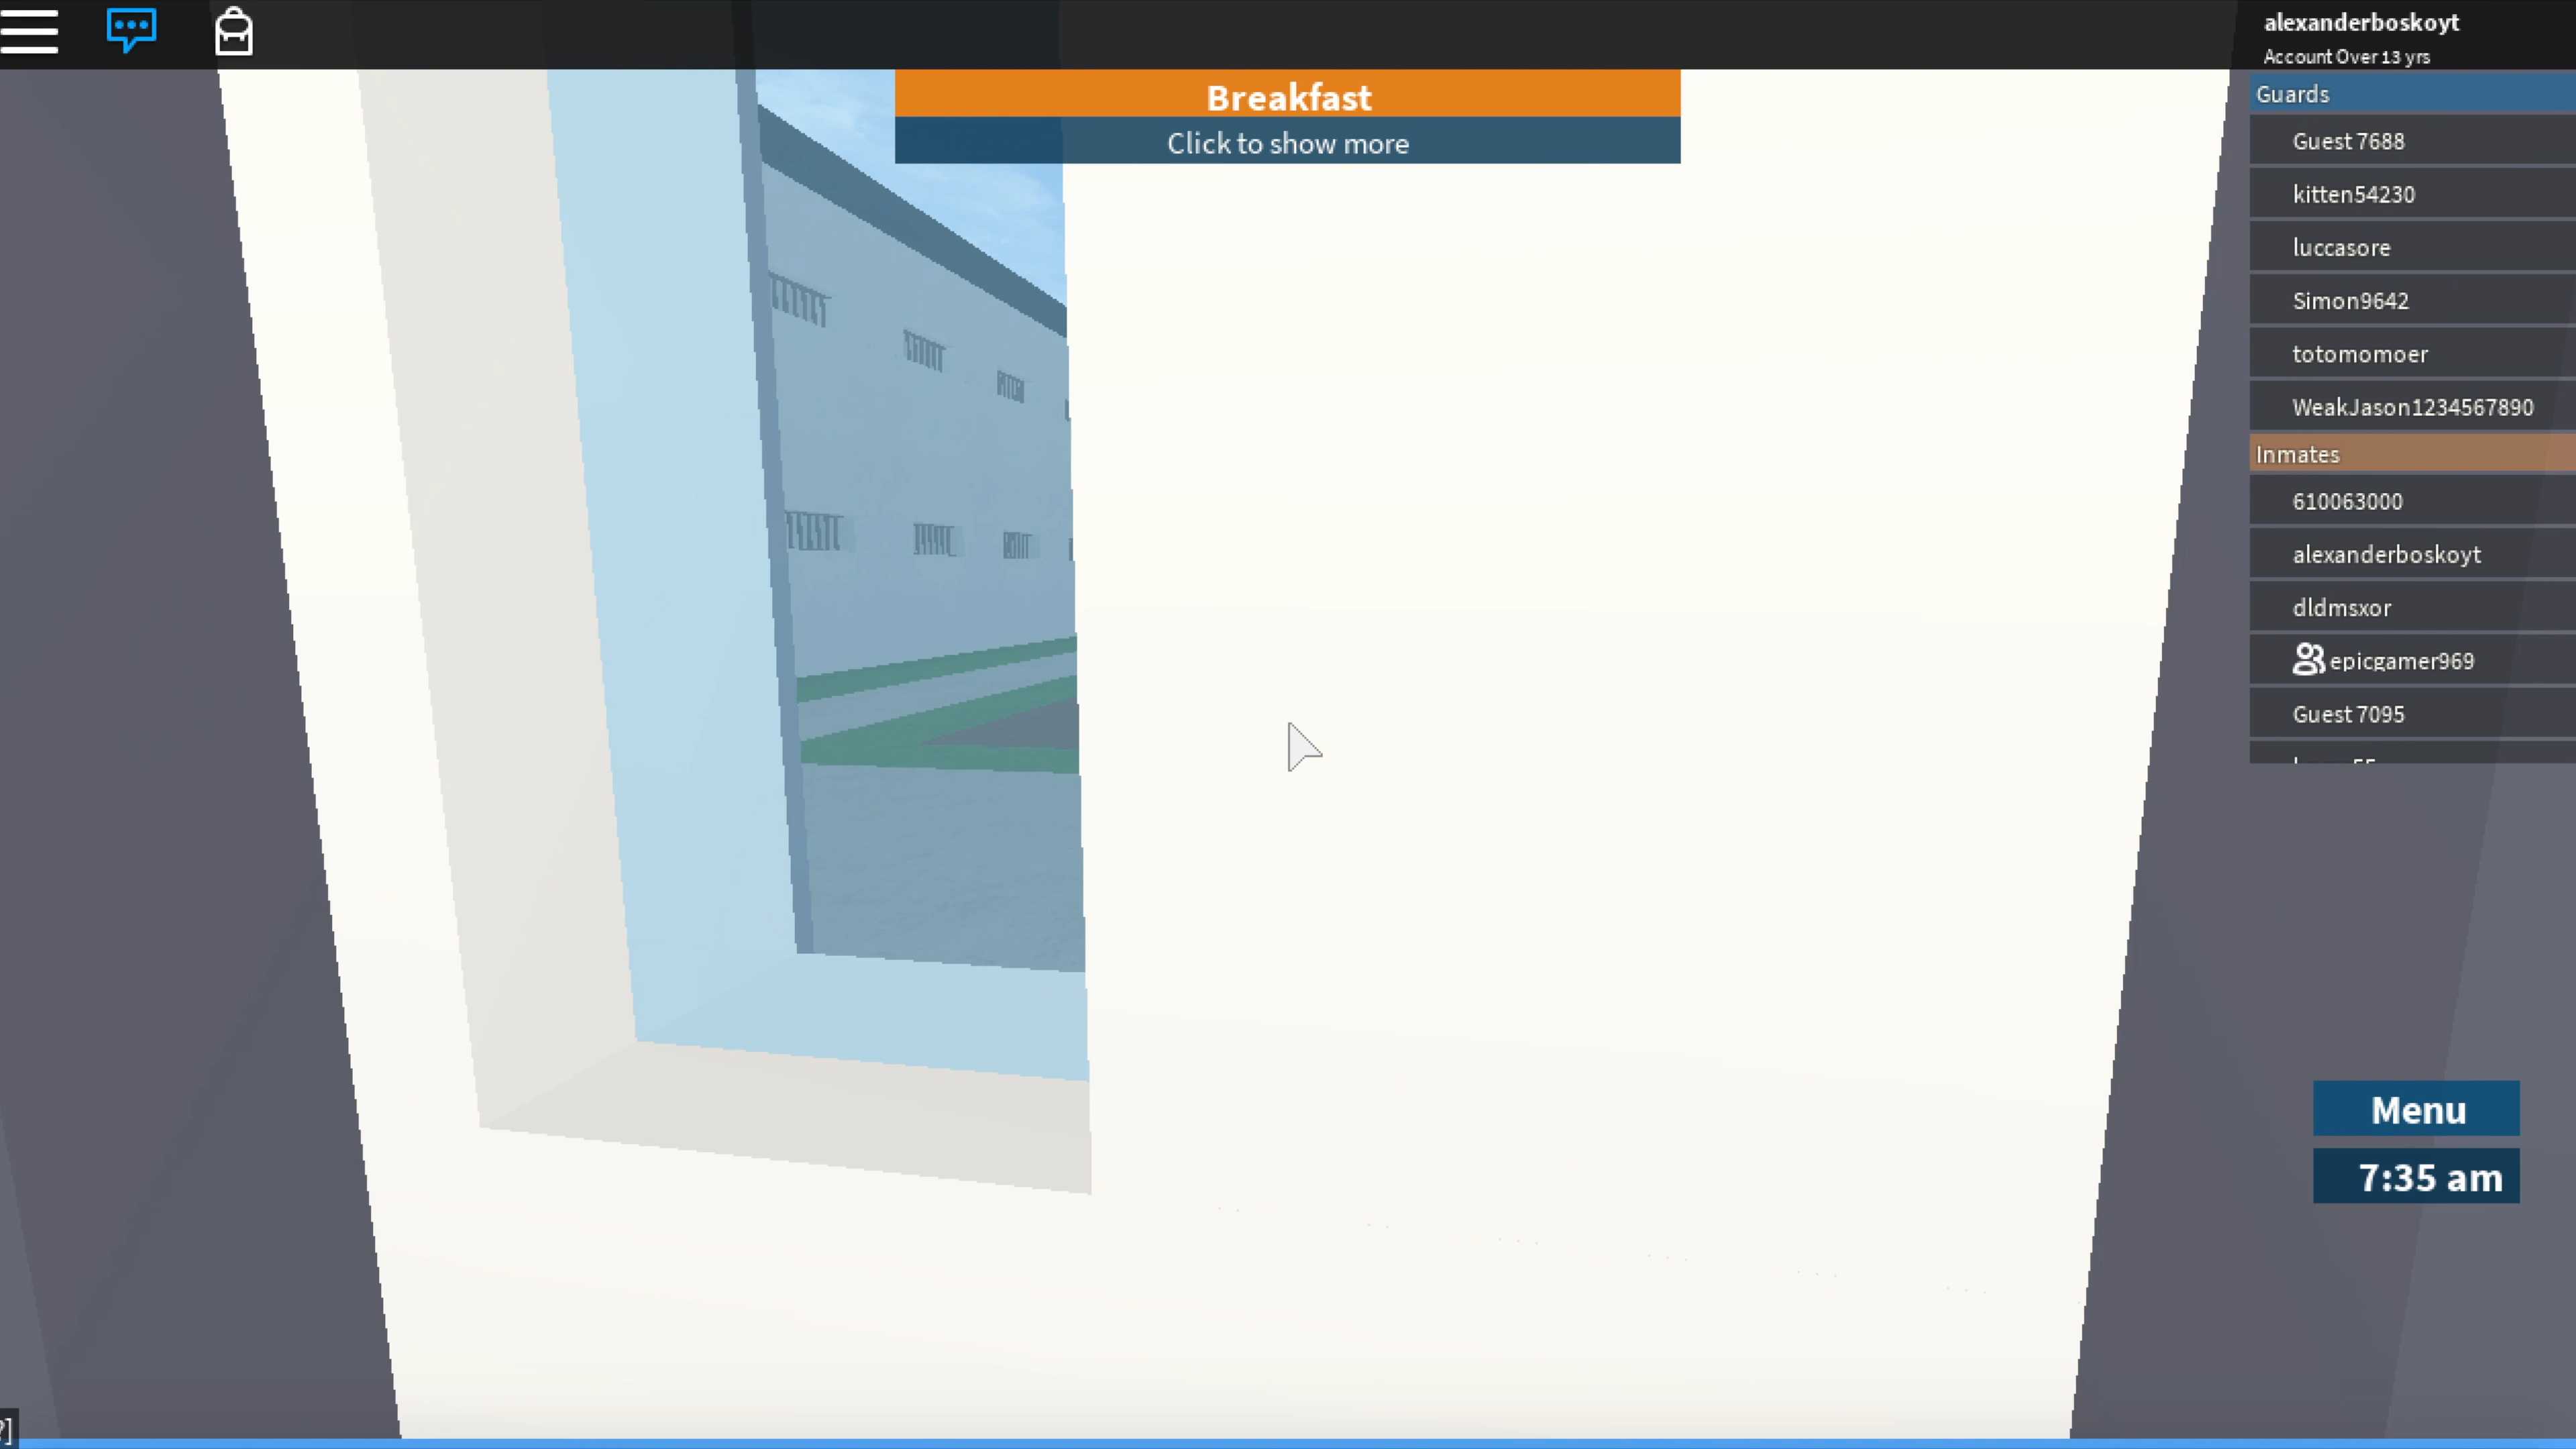 alexanderboskoyt
Account Over 13 yrs
Breakfast
Click to show more
Guards
Guest 7688
kitten54230
luccasore
Simon9642
totomomoer
WeakJason1234567890
Inmates
610063000
alexanderboskoyt
dldmsxor
epicgamer969
Guest 7095
Menu
7:35 am
?]